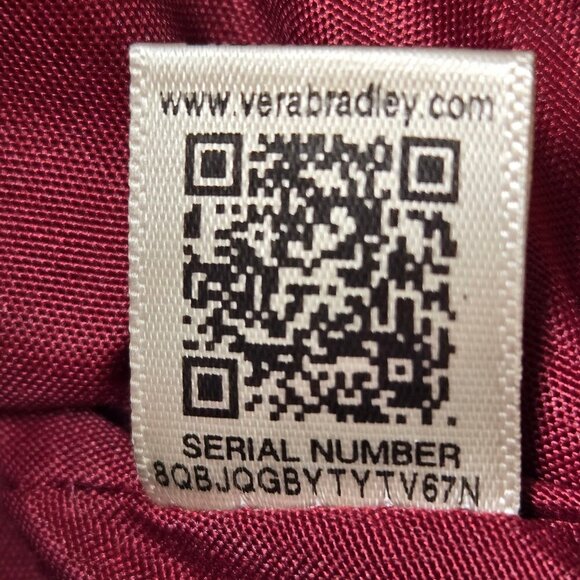 www.verabradley.com
SERIAL NUMBER
8QBJQGBYTYTV67N